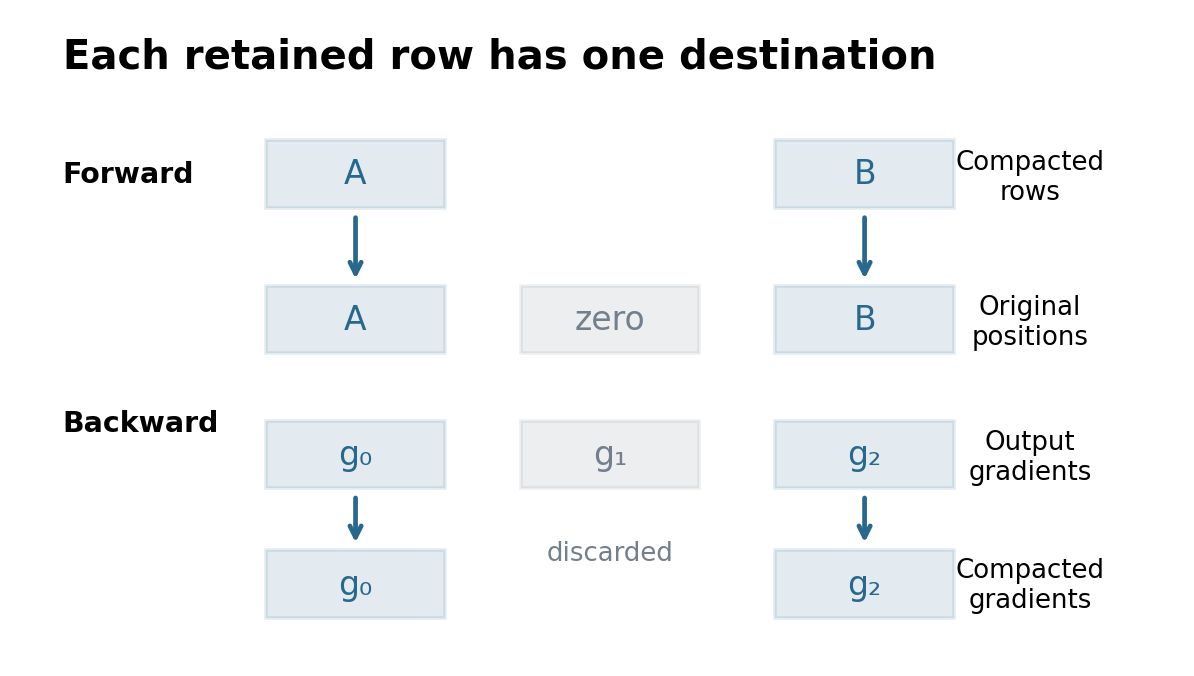 Each retained row has one destination
Forward
A
B
Compacted
rows
A
zero
B
Original
positions
Backward
g₀
g₁
g₂
Output
gradients
discarded
g₀
g₂
Compacted
gradients